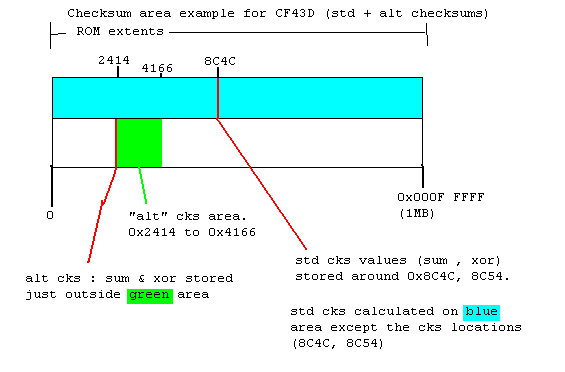 Checksum area example for CF43D (std + alt checksums)
ROM extents
2414
4166
8C4C
0
0x000F FFFF
(1MB)
"alt" cks area.
0x2414 to 0x4166
std cks values (sum , xor)
stored around 0x8C4C, 8C54.
alt cks : sum & xor stored
just outside green area
std cks calculated on blue
area except the cks locations
(8C4C, 8C54)